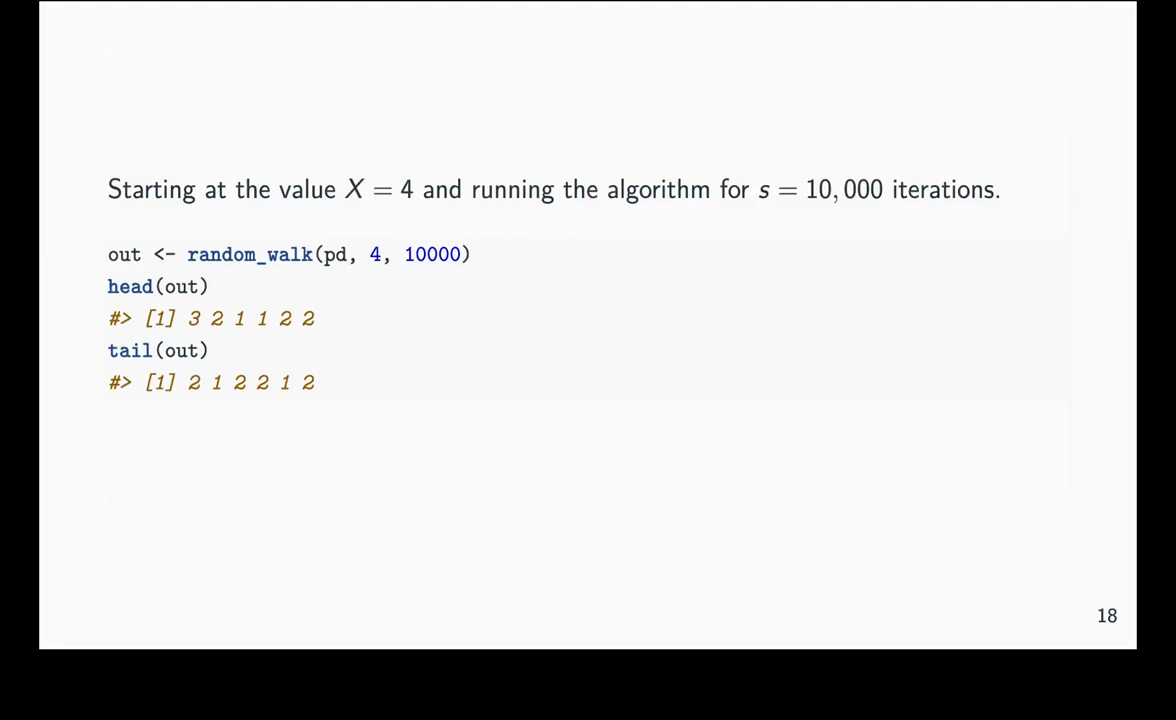 Starting at the value X = 4 and running the algorithm for s = 10, 000 iterations.
out <- random_walk(pd, 4, 10000)
head(out)
#> [1] 3 2 1 1 2 2
tail(out)
#> [1] 2 1 2 2 1 2
18